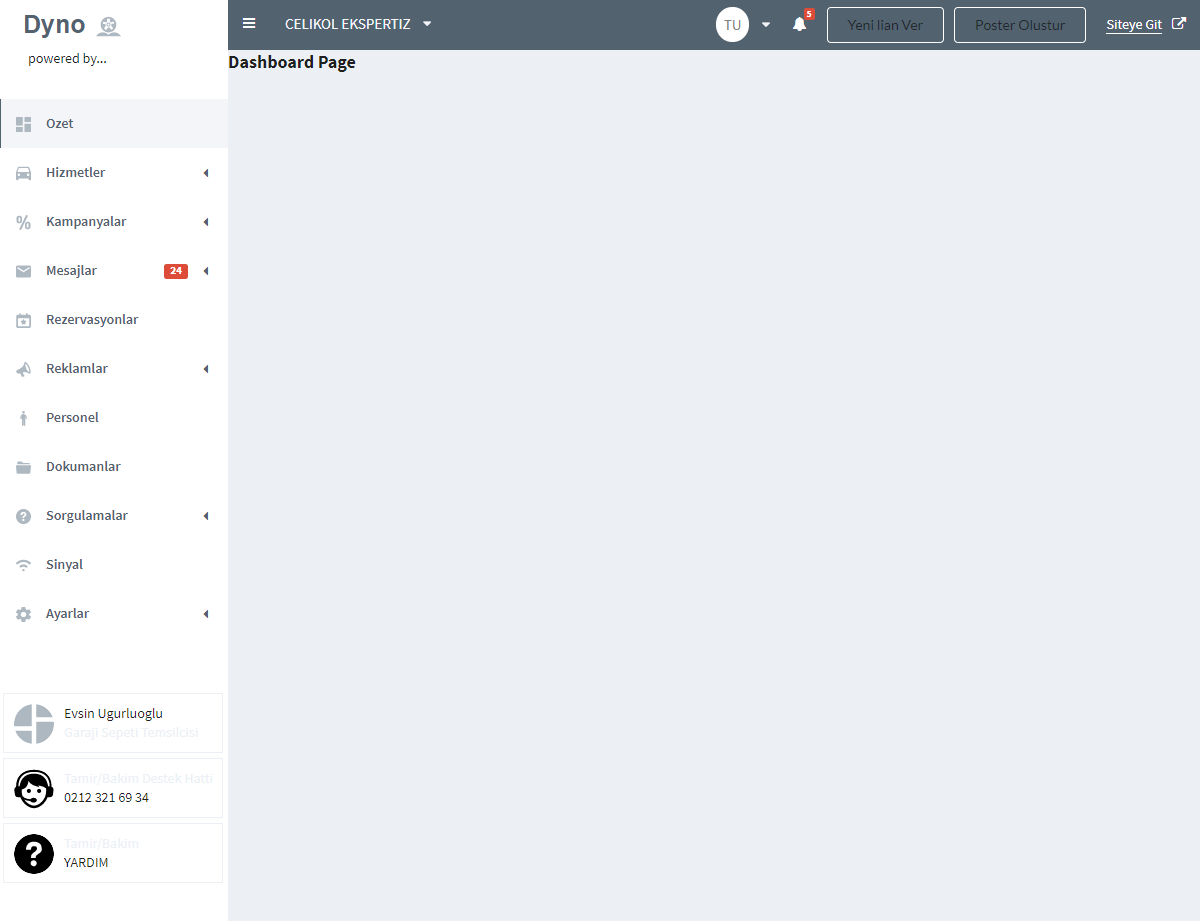 Dyno
powered by...
CELIKOL EKSPERTIZ
TU
5
Yeni Ilan Ver
Poster Olustur
Siteye Git
Dashboard Page
Ozet
Hizmetler
Kampanyalar
Mesajlar 24
Rezervasyonlar
Reklamlar
Personel
Dokumanlar
Sorgulamalar
Sinyal
Ayarlar
Evsin Ugurluoglu
Garaji Sepeti Temsilcisi
Tamir/Bakim Destek Hatti
0212 321 69 34
Tamir/Bakim
YARDIM